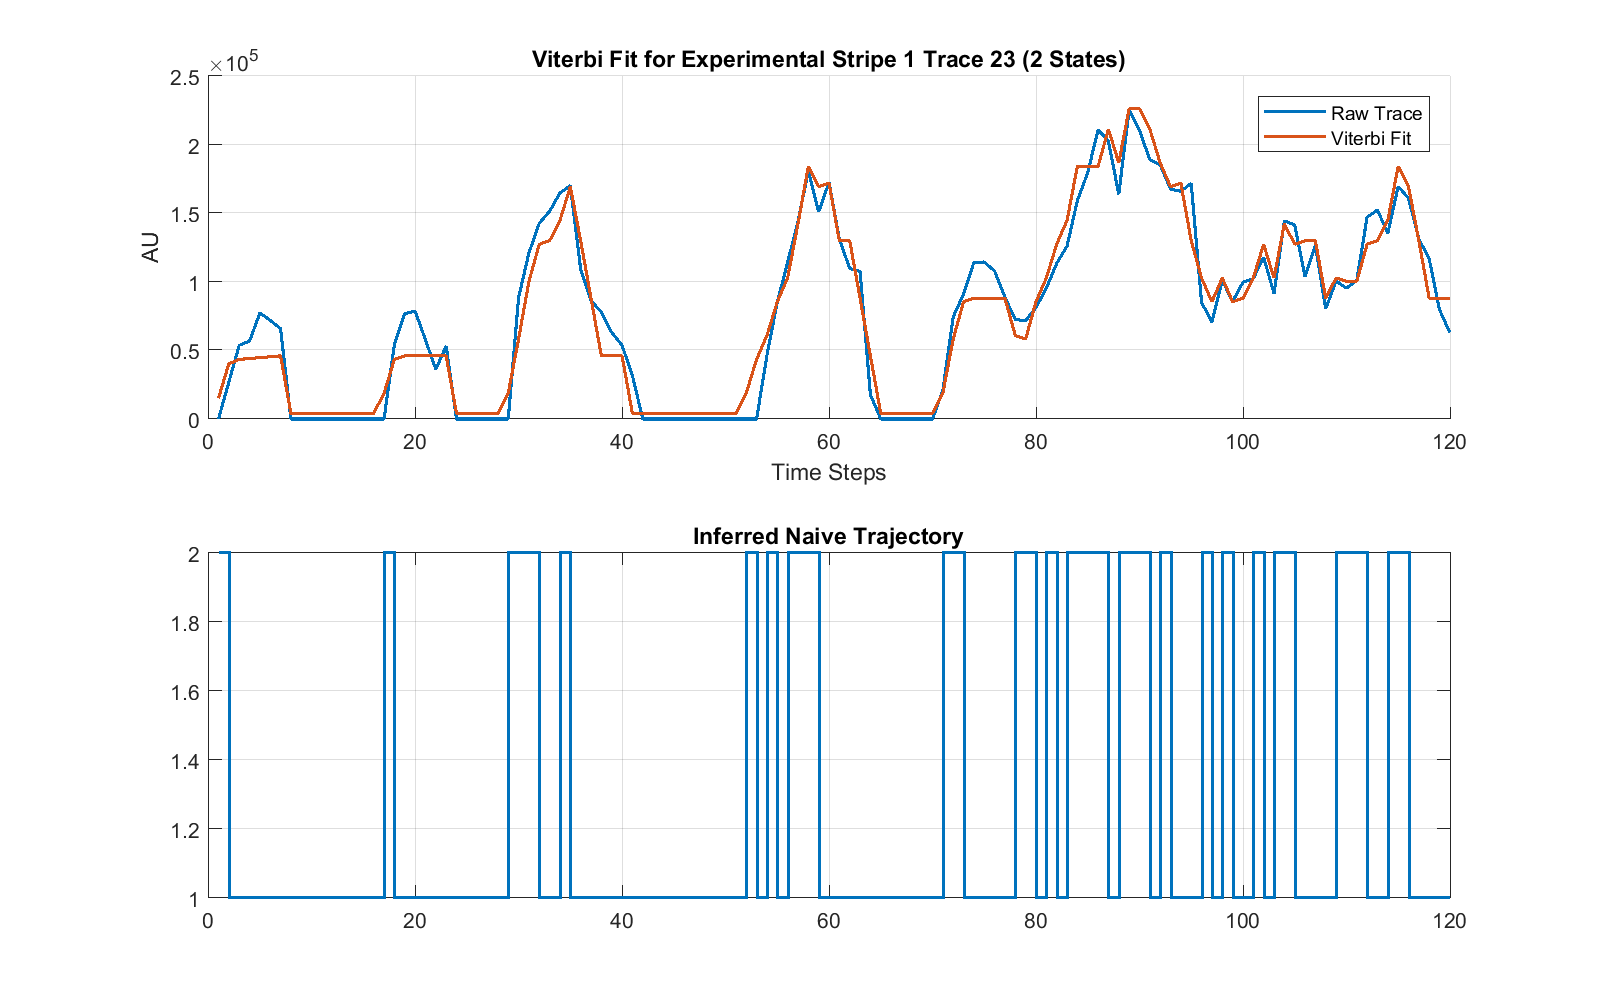 Viterbi Fit for Experimental Stripe 1 Trace 23 (2 States)
×10^5
2.5
2
1.5
1
0.5
0
AU
Raw Trace
Viterbi Fit
0 20 40 60 80 100 120
Time Steps
Inferred Naive Trajectory
2
1.8
1.6
1.4
1.2
1
0 20 40 60 80 100 120